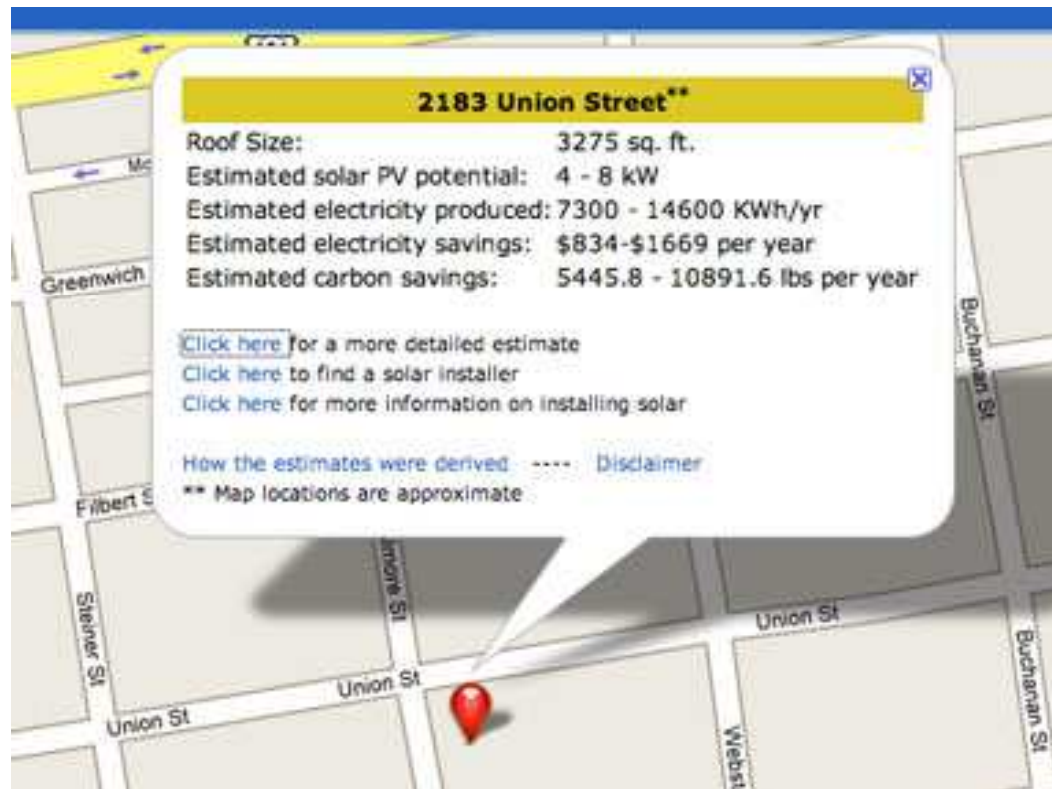 2183 Union Street**
Roof Size: 3275 sq. ft.
Estimated solar PV potential: 4 - 8 kW
Estimated electricity produced: 7300 - 14600 KWh/yr
Estimated electricity savings: $834-$1669 per year
Estimated carbon savings: 5445.8 - 10891.6 lbs per year
Click here for a more detailed estimate
Click here to find a solar installer
Click here for more information on installing solar
How the estimates were derived ---- Disclaimer
** Map locations are approximate
Greenwich
Buchanan St
Filbert S
lmore St
Steiner St
Union St
Union St
Union St
Buchanan St
Webst